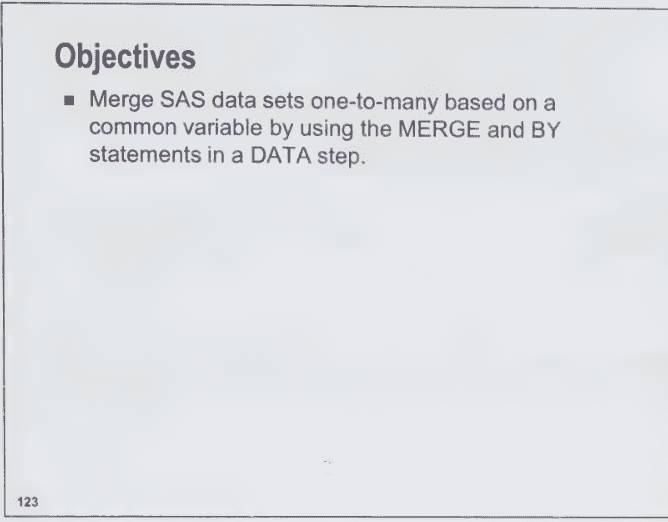 Objectives
■ Merge SAS data sets one-to-many based on a
common variable by using the MERGE and BY
statements in a DATA step.
123